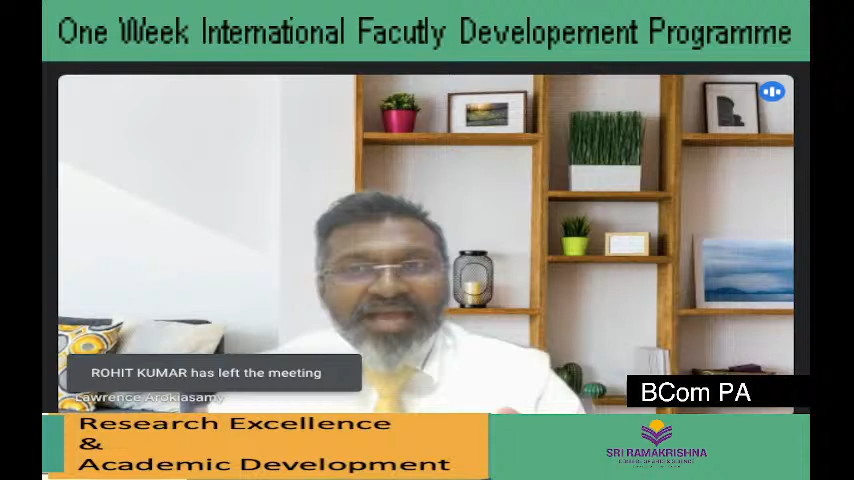 One Week International Facutly Developement Programme
ROHIT KUMAR has left the meeting
Lawrence Arokiasamy
BCom PA
Research Excellence
&
Academic Development
SRI RAMAKRISHNA